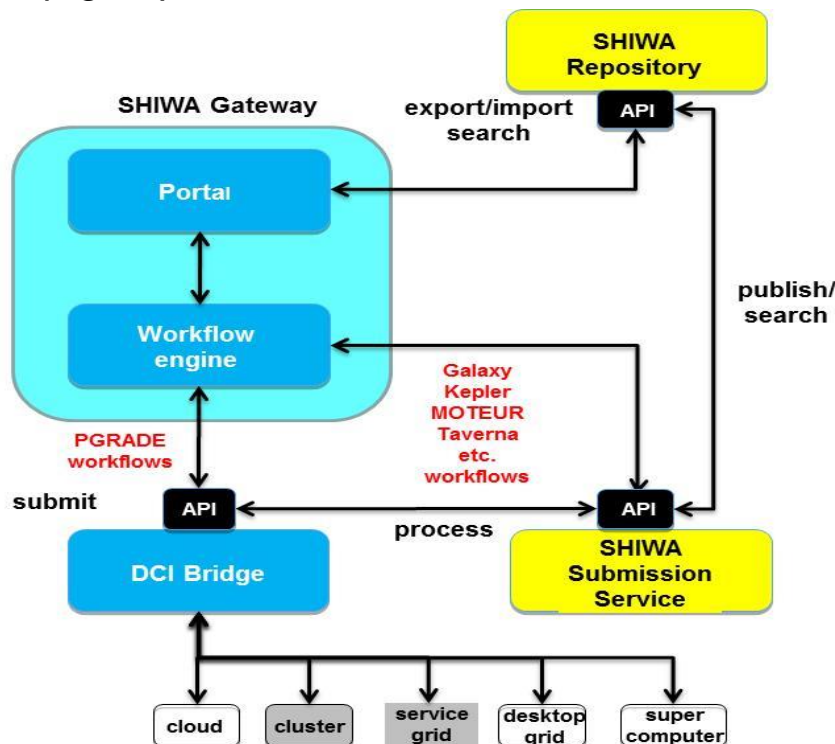 SHIWA
Repository
API
SHIWA Gateway
export/import
search
Portal
publish/
search
Workflow
engine
Galaxy
Kepler
MOTEUR
Taverna
etc.
workflows
PGRADE
workflows
submit
API
process
API
DCI Bridge
SHIWA
Submission
Service
cloud
cluster
service
grid
desktop
grid
super
computer